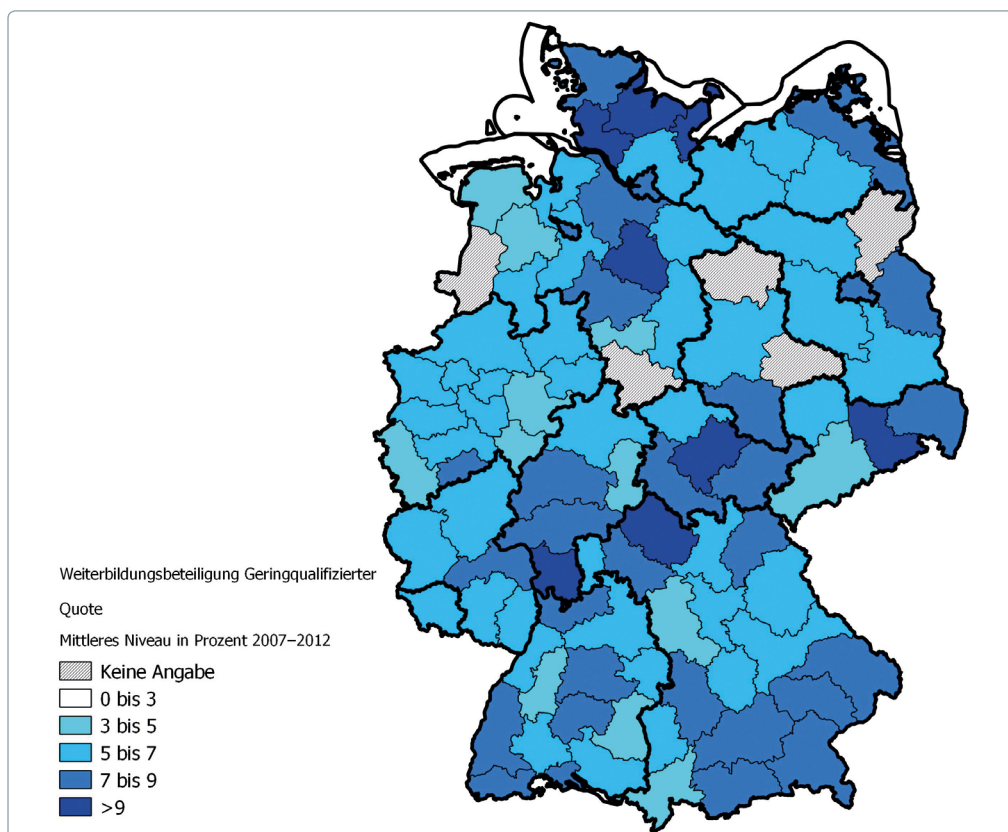 Weiterbildungsbeteiligung Geringqualifizierter
Quote
Mittleres Niveau in Prozent 2007–2012
Keine Angabe
0 bis 3
3 bis 5
5 bis 7
7 bis 9
>9